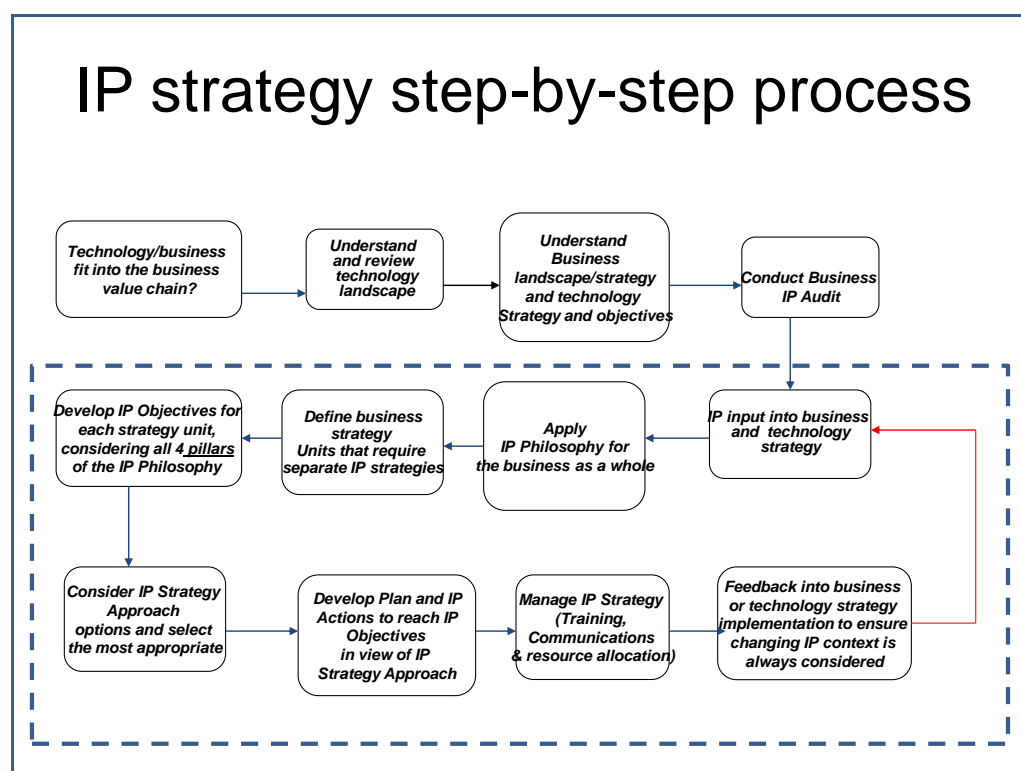 IP strategy step-by-step process
Technology/business
fit into the business
value chain?
Understand
and review
technology
landscape
Understand
Business
landscape/strategy
and technology
Strategy and objectives
Conduct Business
IP Audit
IP input into business
and technology
strategy
Apply
IP Philosophy for
the business as a whole
Define business
strategy
Units that require
separate IP strategies
Develop IP Objectives for
each strategy unit,
considering all 4 pillars
of the IP Philosophy
Consider IP Strategy
Approach
options and select
the most appropriate
Develop Plan and IP
Actions to reach IP
Objectives
in view of IP
Strategy Approach
Manage IP Strategy
(Training,
Communications
& resource allocation)
Feedback into business
or technology strategy
implementation to ensure
changing IP context is
always considered